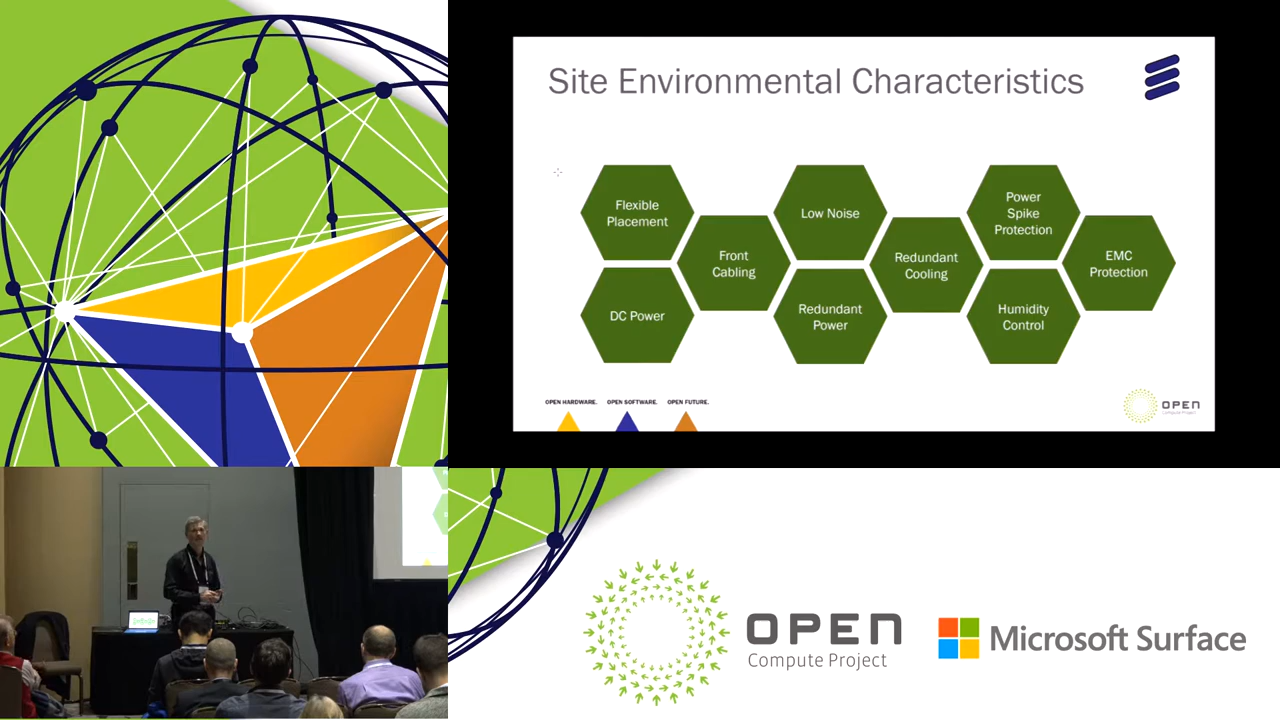 Site Environmental Characteristics
Flexible
Placement
Front
Cabling
DC Power
Low Noise
Redundant
Power
Redundant
Cooling
Power
Spike
Protection
Humidity
Control
EMC
Protection
OPEN HARDWARE. OPEN SOFTWARE. OPEN FUTURE.
OPEN
Compute Project
OPEN
Compute Project
Microsoft Surface